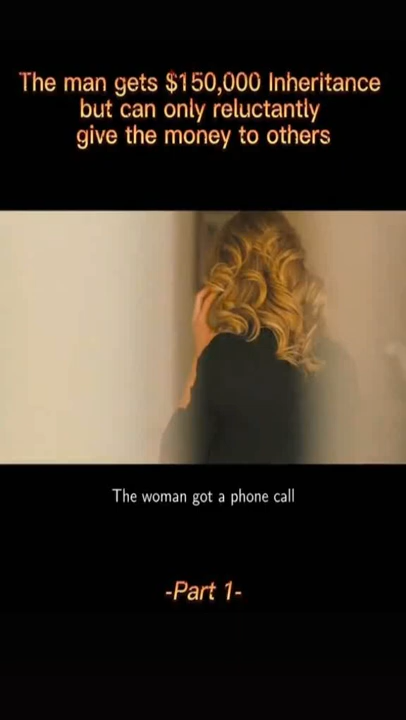 The man gets $150,000 Inheritance
but can only reluctantly
give the money to others
The woman got a phone call
-Part 1-